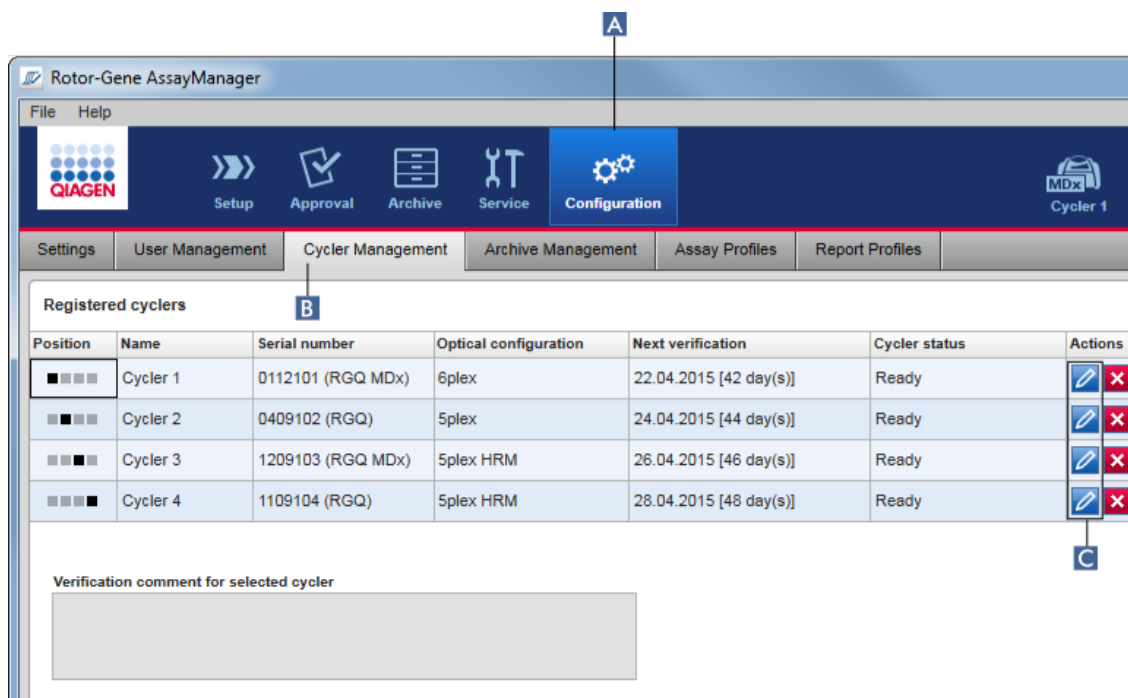 A
Rotor-Gene AssayManager
File Help
QIAGEN
Setup Approval Archive Service Configuration
MDx
Cycler 1
Settings User Management Cycler Management Archive Management Assay Profiles Report Profiles
B
Registered cyclers
Position Name Serial number Optical configuration Next verification Cycler status Actions
Cycler 1 0112101 (RGQ MDx) 6plex 22.04.2015 [42 day(s)] Ready
Cycler 2 0409102 (RGQ) 5plex 24.04.2015 [44 day(s)] Ready
Cycler 3 1209103 (RGQ MDx) 5plex HRM 26.04.2015 [46 day(s)] Ready
Cycler 4 1109104 (RGQ) 5plex HRM 28.04.2015 [48 day(s)] Ready
C
Verification comment for selected cycler